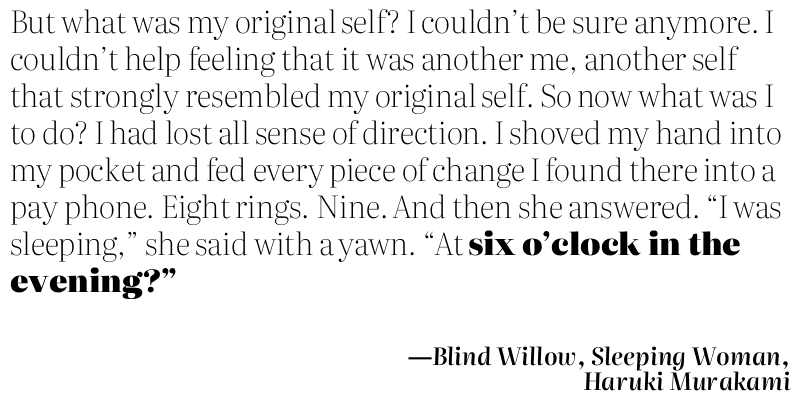 But what was my original self? I couldn’t be sure anymore. I
couldn’t help feeling that it was another me, another self
that strongly resembled my original self. So now what was I
to do? I had lost all sense of direction. I shoved my hand into
my pocket and fed every piece of change I found there into a
pay phone. Eight rings. Nine. And then she answered. “I was
sleeping,” she said with a yawn. “At six o’clock in the
evening?”
—Blind Willow, Sleeping Woman,
Haruki Murakami